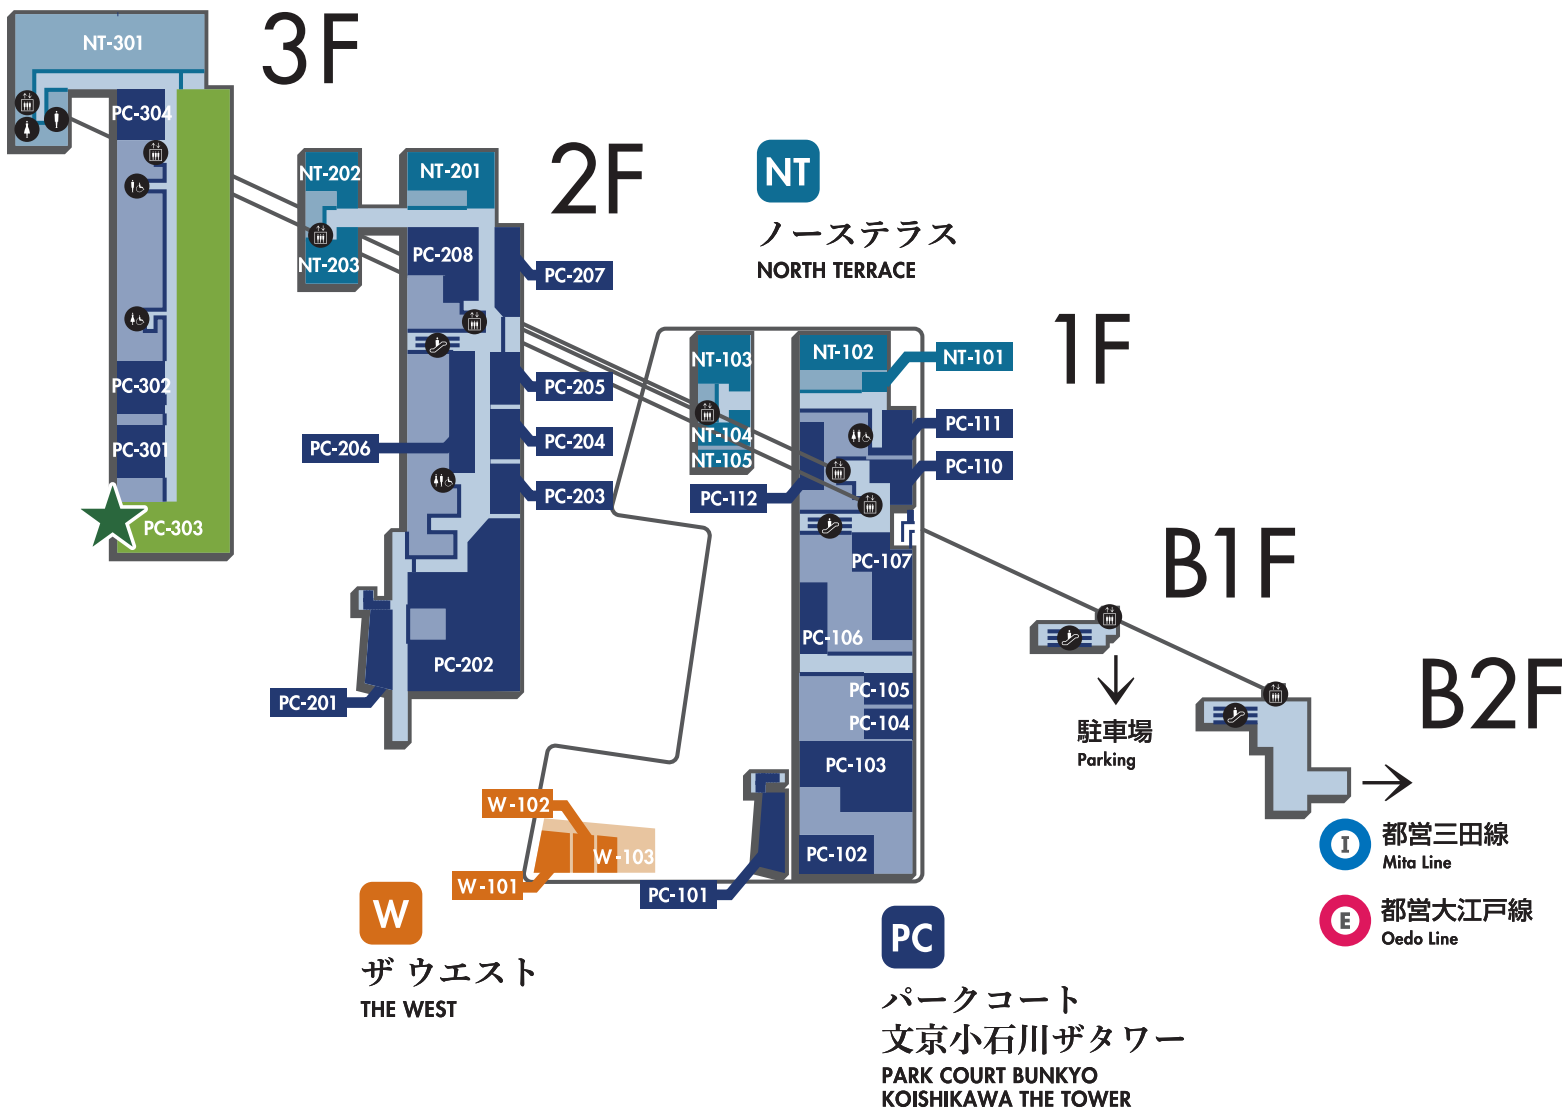 3F
NT-301
PC-304
PC-302
PC-301
PC-303
2F
NT-202
NT-201
NT-203
PC-208
PC-207
PC-205
PC-206
PC-204
PC-203
PC-202
PC-201
NT
ノーステラス
NORTH TERRACE
1F
NT-103
NT-102
NT-101
NT-104
NT-105
PC-111
PC-110
PC-112
PC-107
PC-106
PC-105
PC-104
PC-103
PC-102
PC-101
W-102
W-103
W-101
W
ザ ウエスト
THE WEST
PC
パークコート
文京小石川ザタワー
PARK COURT BUNKYO
KOISHIKAWA THE TOWER
B1F
駐車場
Parking
B2F
I
都営三田線
Mita Line
E
都営大江戸線
Oedo Line